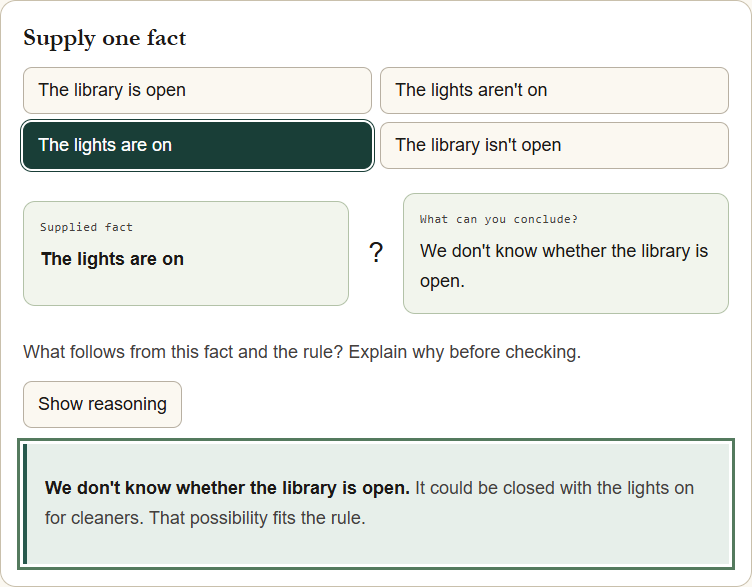 Supply one fact
The library is open
The lights aren't on
The lights are on
The library isn't open
Supplied fact
The lights are on
?
What can you conclude?
We don't know whether the library is
open.
What follows from this fact and the rule? Explain why before checking.
Show reasoning
We don't know whether the library is open. It could be closed with the lights on
for cleaners. That possibility fits the rule.